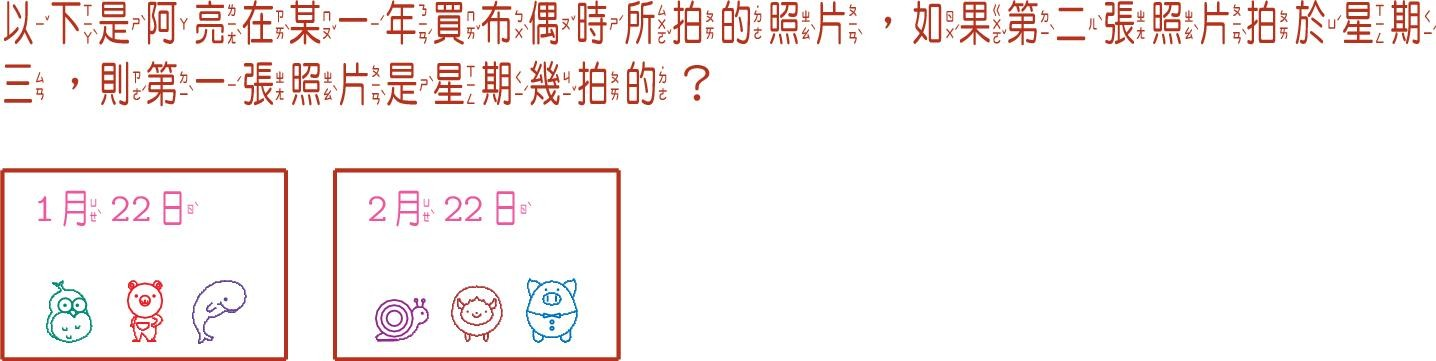 以下是阿亮在某一年買布偶時所拍的照片，如果第二張照片拍於星期
三，則第一張照片是星期幾拍的？
1月22日
2月22日